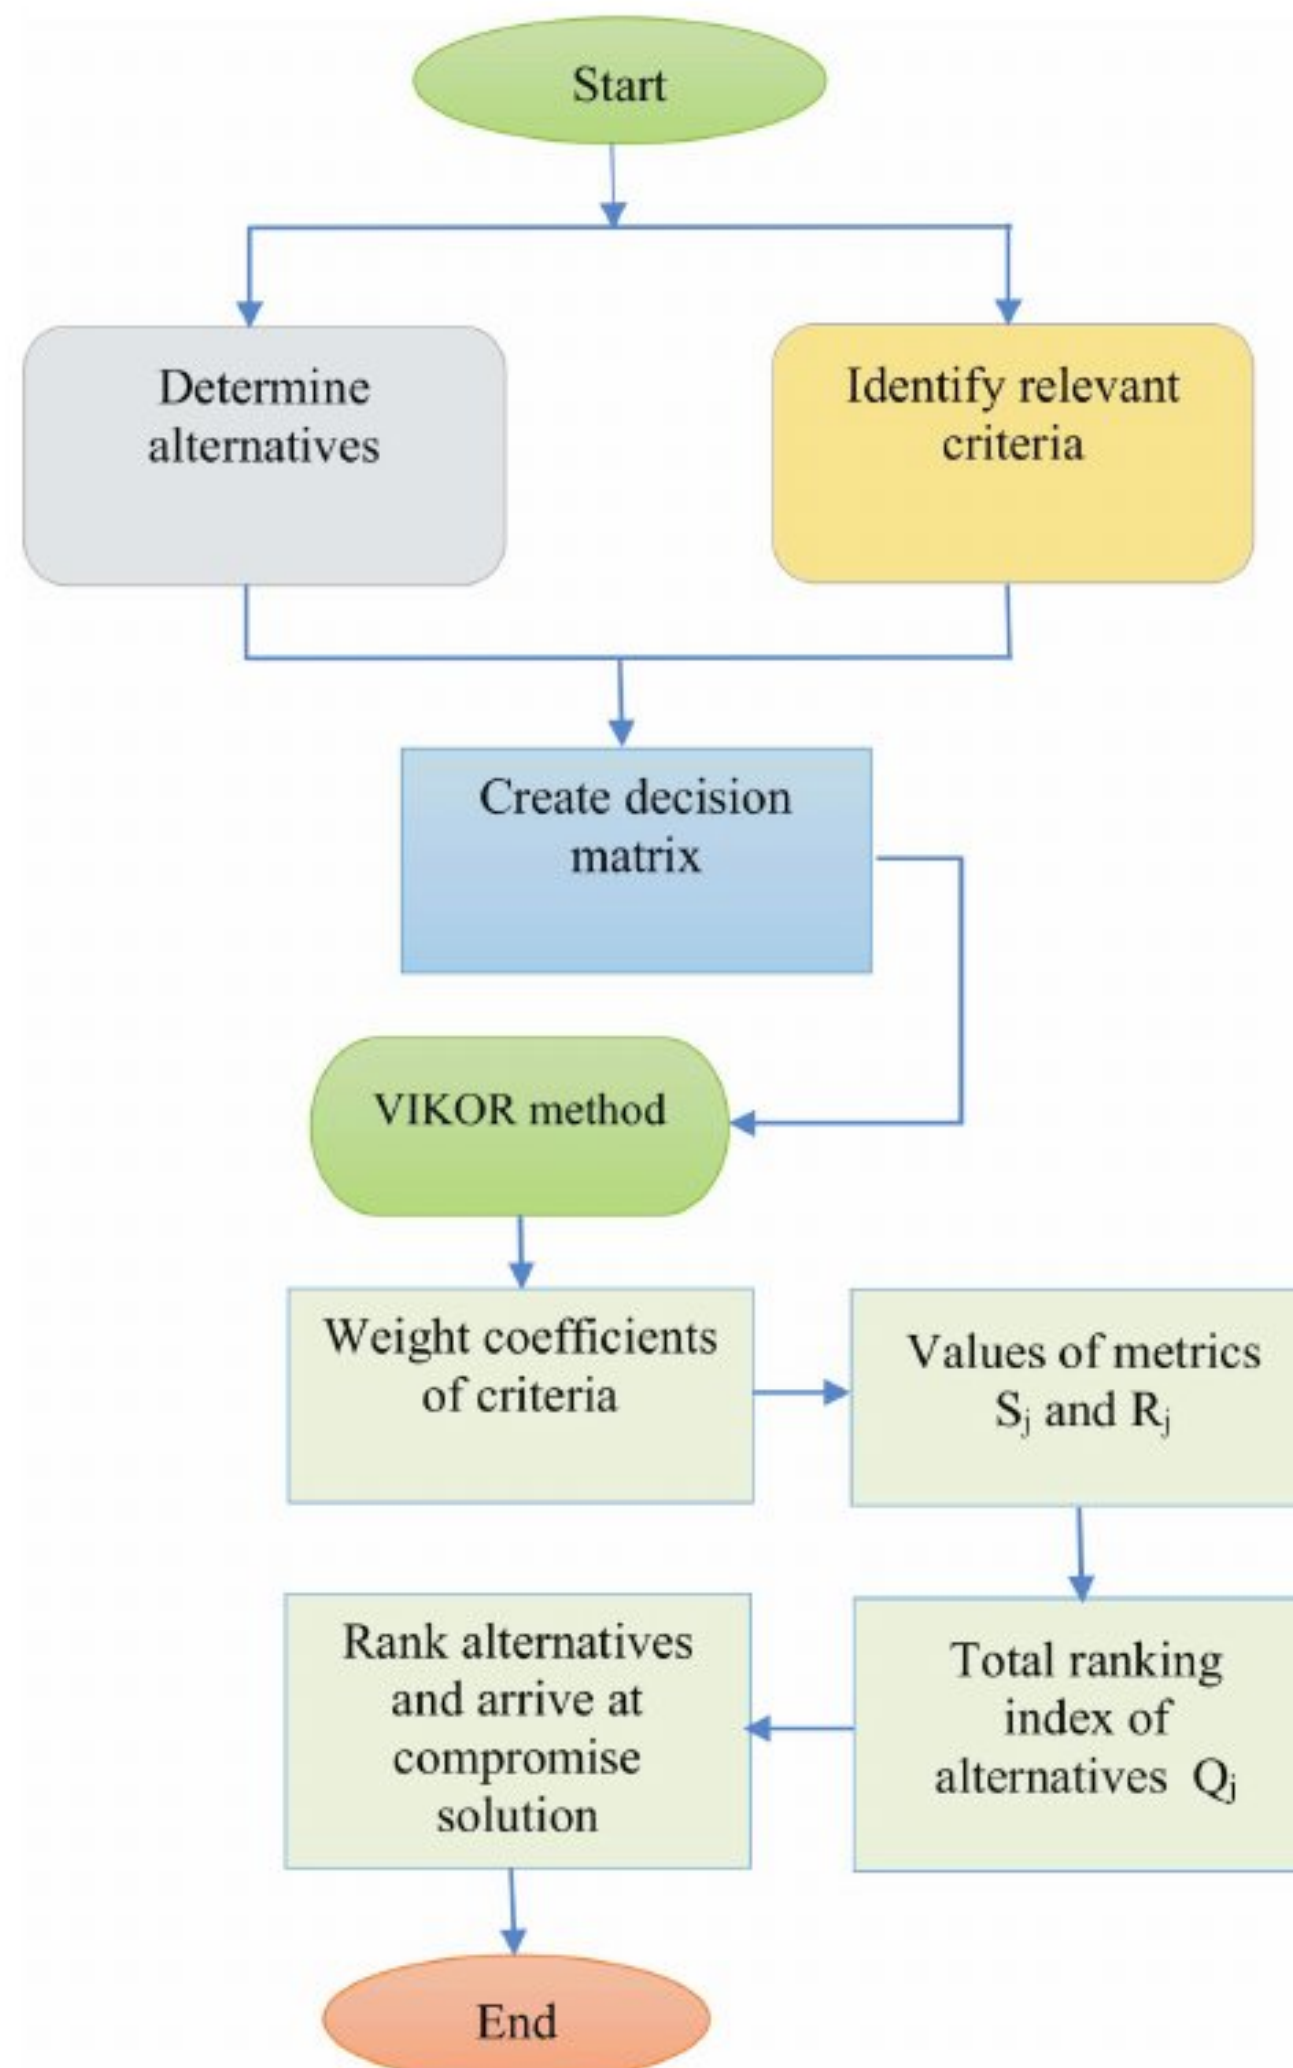 Start
Determine
alternatives
Identify relevant
criteria
Create decision
matrix
VIKOR method
Weight coefficients
of criteria
Values of metrics
Sⱼ and Rⱼ
Total ranking
index of
alternatives Qⱼ
Rank alternatives
and arrive at
compromise
solution
End